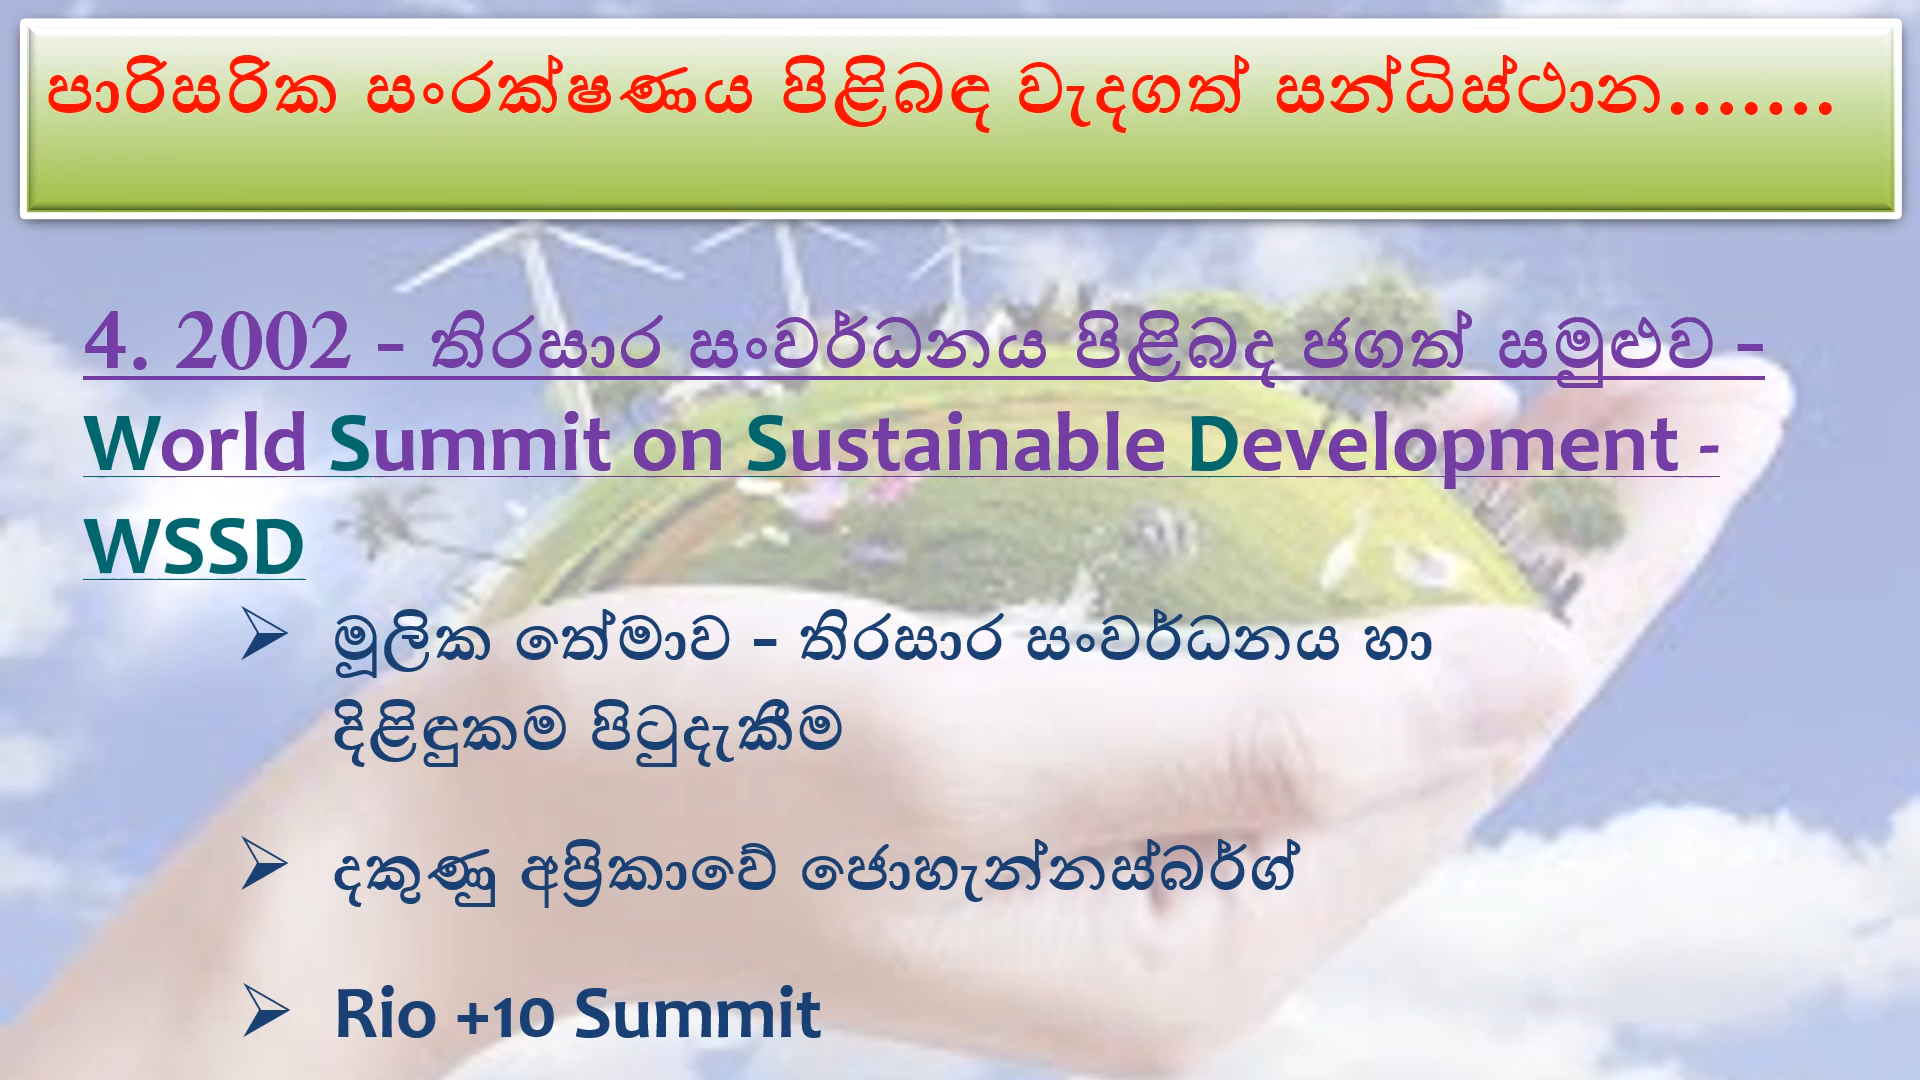 පාරිසරික සංරක්ෂණය පිළිබඳ වැදගත් සන්ධිස්ථාන.......
4. 2002 - තිරසාර සංවර්ධනය පිළිබද ජගත් සමුළුව -
World Summit on Sustainable Development -
WSSD
➢ මූලික තේමාව - තිරසාර සංවර්ධනය හා
දිළිඳුකම පිටුදැකීම
➢ දකුණු අප්‍රිකාවේ ජොහැන්නස්බර්ග්
➢ Rio +10 Summit